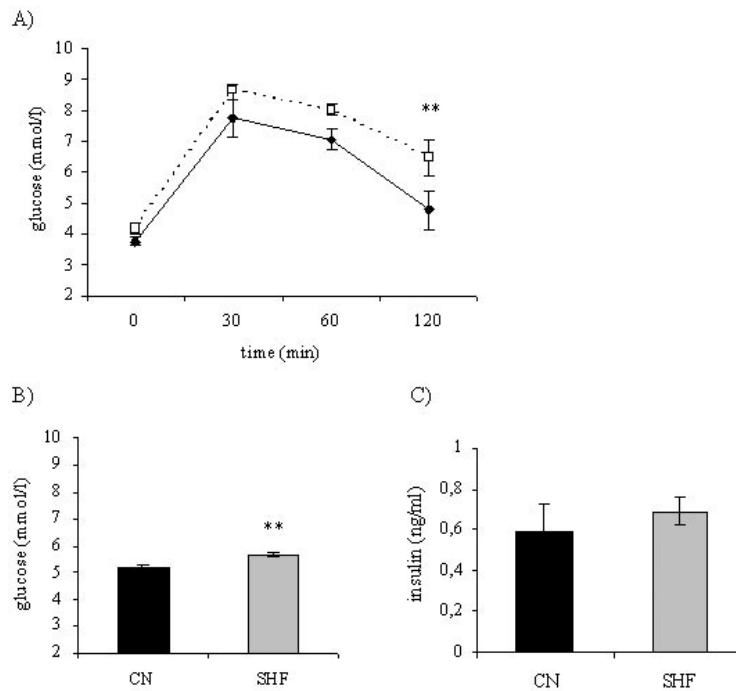 A)
10
9
8
7
6
5
4
3
2
glucose (mmol/l)
**
0 30 60 120
time (min)
B)
10
9
8
7
6
5
4
3
2
glucose (mmol/l)
**
CN SHF
C)
1
0,8
0,6
0,4
0,2
0
insulin (ng/ml)
CN SHF